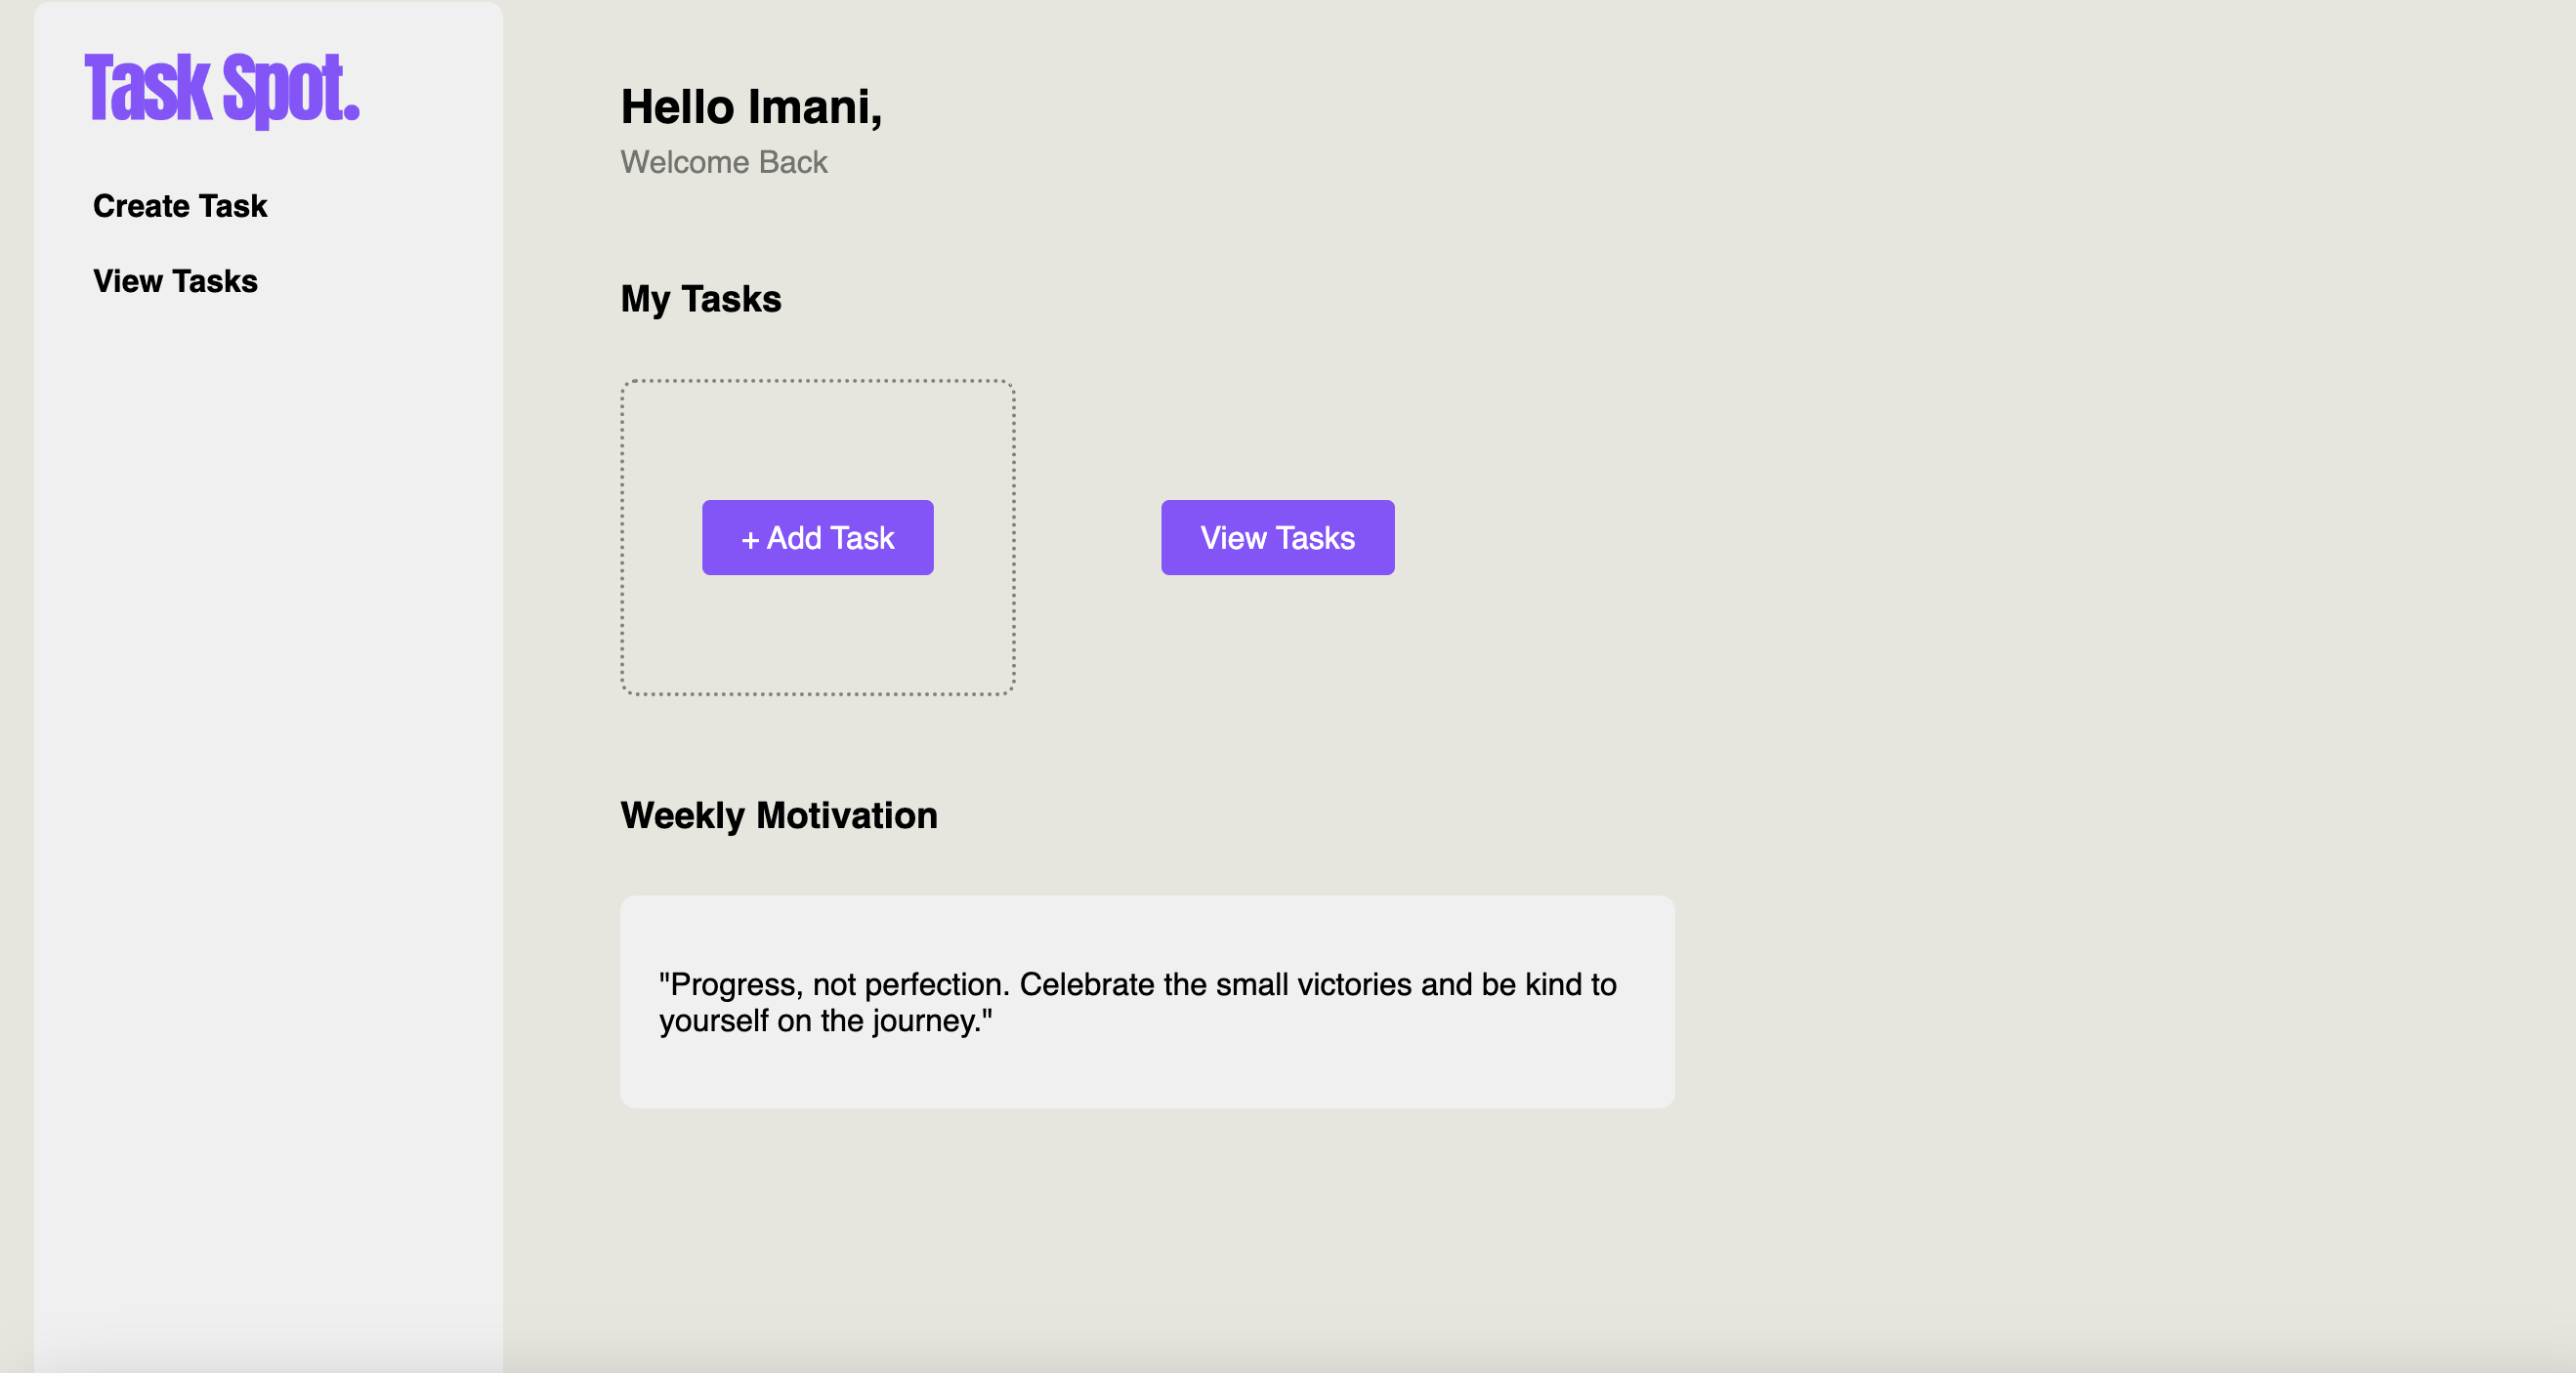 Task Spot.
Create Task
View Tasks
Hello Imani,
Welcome Back
My Tasks
+ Add Task
View Tasks
Weekly Motivation
"Progress, not perfection. Celebrate the small victories and be kind to
yourself on the journey."